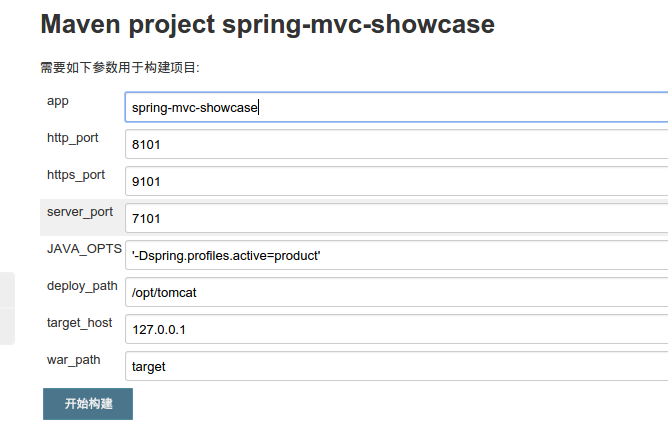 Maven project spring-mvc-showcase
需要如下参数用于构建项目:
app spring-mvc-showcase
http_port 8101
https_port 9101
server_port 7101
JAVA_OPTS '-Dspring.profiles.active=product'
deploy_path /opt/tomcat
target_host 127.0.0.1
war_path target
开始构建